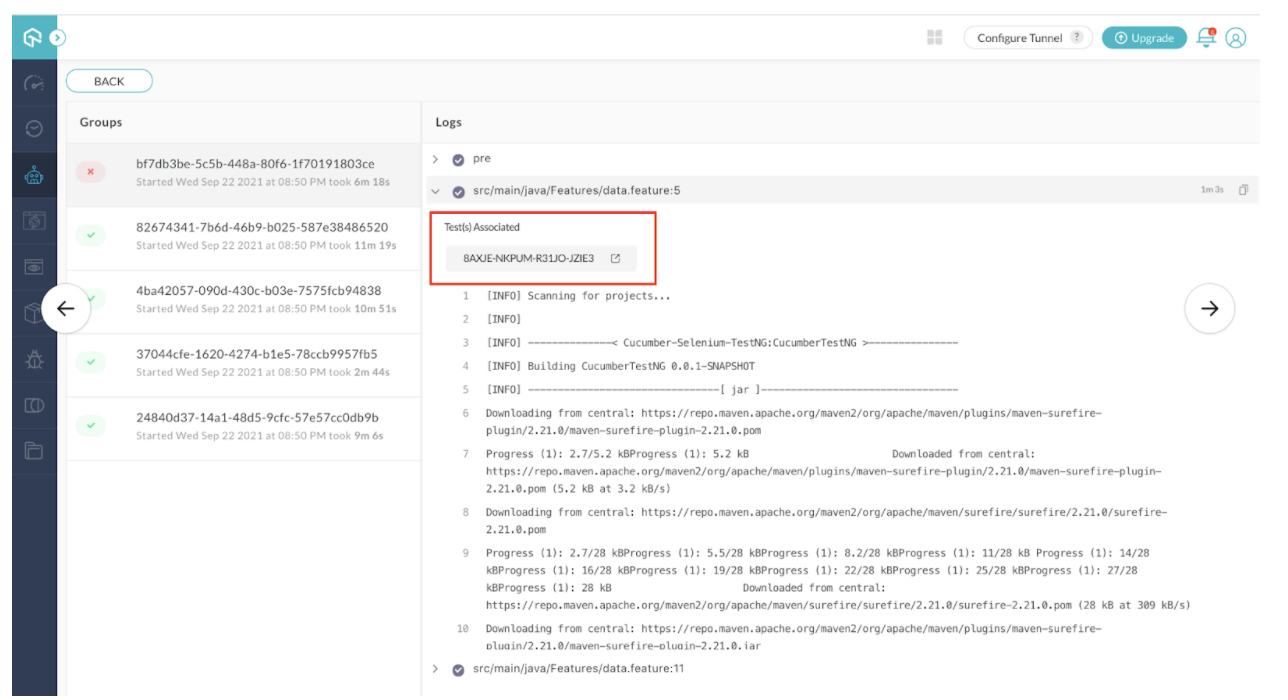 Configure Tunnel ?
Upgrade
BACK
Groups
bf7db3be-5c5b-448a-80f6-1f70191803ce
Started Wed Sep 22 2021 at 08:50 PM took 6m 18s
82674341-7b6d-46b9-b025-587e38486520
Started Wed Sep 22 2021 at 08:50 PM took 11m 19s
4ba42057-090d-430c-b03e-7575fcb94838
Started Wed Sep 22 2021 at 08:50 PM took 10m 51s
37044cfe-1620-4274-b1e5-78ccb9957fb5
Started Wed Sep 22 2021 at 08:50 PM took 2m 44s
24840d37-14a1-48d5-9cfc-57e57cc0db9b
Started Wed Sep 22 2021 at 08:50 PM took 9m 6s
Logs
pre
src/main/java/Features/data.feature:5 1m 3s
Test(s) Associated
8AXJE-NKPUM-R31JO-JZIE3
1 [INFO] Scanning for projects...
2 [INFO]
3 [INFO] --------------< Cucumber-Selenium-TestNG:CucumberTestNG >---------------
4 [INFO] Building CucumberTestNG 0.0.1-SNAPSHOT
5 [INFO] --------------------------------[ jar ]---------------------------------
6 Downloading from central: https://repo.maven.apache.org/maven2/org/apache/maven/plugins/maven-surefire-
plugin/2.21.0/maven-surefire-plugin-2.21.0.pom
7 Progress (1): 2.7/5.2 kBProgress (1): 5.2 kB Downloaded from central:
https://repo.maven.apache.org/maven2/org/apache/maven/plugins/maven-surefire-plugin/2.21.0/maven-surefire-plugin-
2.21.0.pom (5.2 kB at 3.2 kB/s)
8 Downloading from central: https://repo.maven.apache.org/maven2/org/apache/maven/surefire/surefire/2.21.0/surefire-
2.21.0.pom
9 Progress (1): 2.7/28 kBProgress (1): 5.5/28 kBProgress (1): 8.2/28 kBProgress (1): 11/28 kB Progress (1): 14/28
kBProgress (1): 16/28 kBProgress (1): 19/28 kBProgress (1): 22/28 kBProgress (1): 25/28 kBProgress (1): 27/28
kBProgress (1): 28 kB Downloaded from central:
https://repo.maven.apache.org/maven2/org/apache/maven/surefire/surefire/2.21.0/surefire-2.21.0.pom (28 kB at 309 kB/s)
10 Downloading from central: https://repo.maven.apache.org/maven2/org/apache/maven/plugins/maven-surefire-
plugin/2.21.0/maven-surefire-plugin-2.21.0.jar
src/main/java/Features/data.feature:11